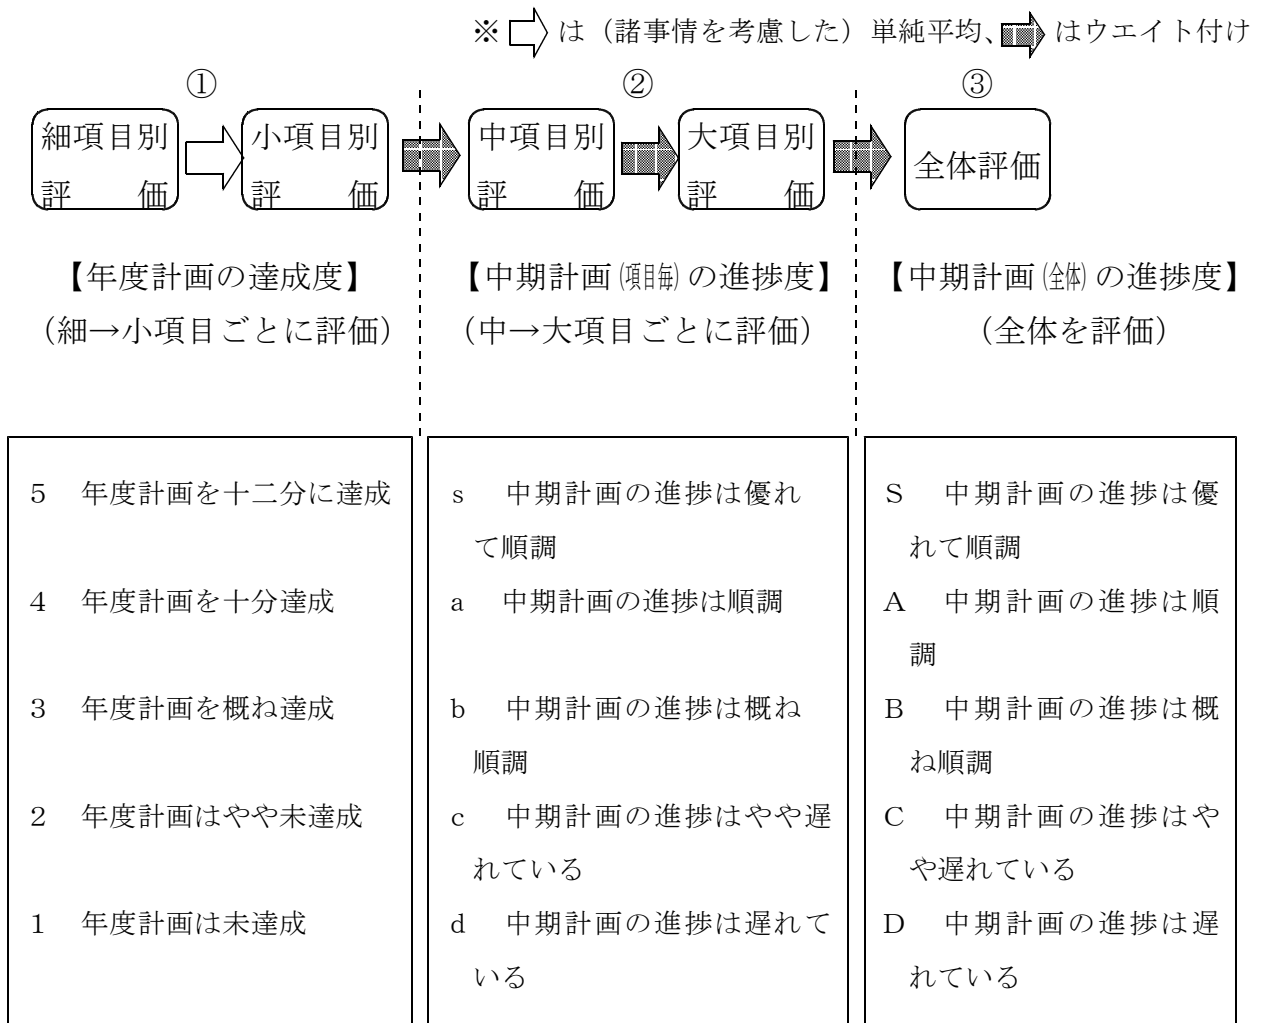 ※ は（諸事情を考慮した）単純平均、 はウエイト付け
①
②
③
細項目別
評　価
小項目別
評　価
中項目別
評　価
大項目別
評　価
全体評価
【年度計画の達成度】
（細→小項目ごとに評価）
【中期計画(項目毎)の進捗度】
（中→大項目ごとに評価）
【中期計画(全体)の進捗度】
（全体を評価）
５　年度計画を十二分に達成
４　年度計画を十分達成
３　年度計画を概ね達成
２　年度計画はやや未達成
１　年度計画は未達成
ｓ　中期計画の進捗は優れ
て順調
ａ　中期計画の進捗は順調
ｂ　中期計画の進捗は概ね
順調
ｃ　中期計画の進捗はやや遅
れている
ｄ　中期計画の進捗は遅れて
いる
Ｓ　中期計画の進捗は優
れて順調
Ａ　中期計画の進捗は順
調
Ｂ　中期計画の進捗は概
ね順調
Ｃ　中期計画の進捗はや
や遅れている
Ｄ　中期計画の進捗は遅
れている